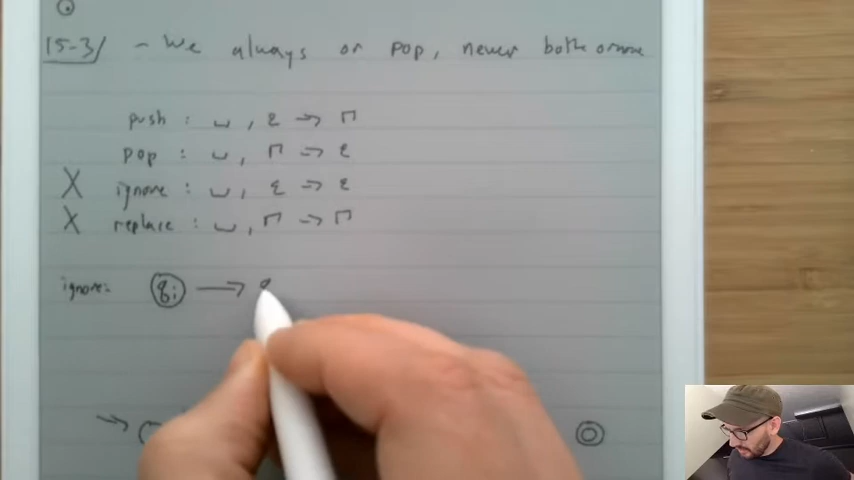 15-3/ - We always or pop, never both or none
push : ␣, ε → Π
pop : ␣, Π → ε
X ignore : ␣, ε → ε
X replace : ␣, Π → Π
ignore: qi →